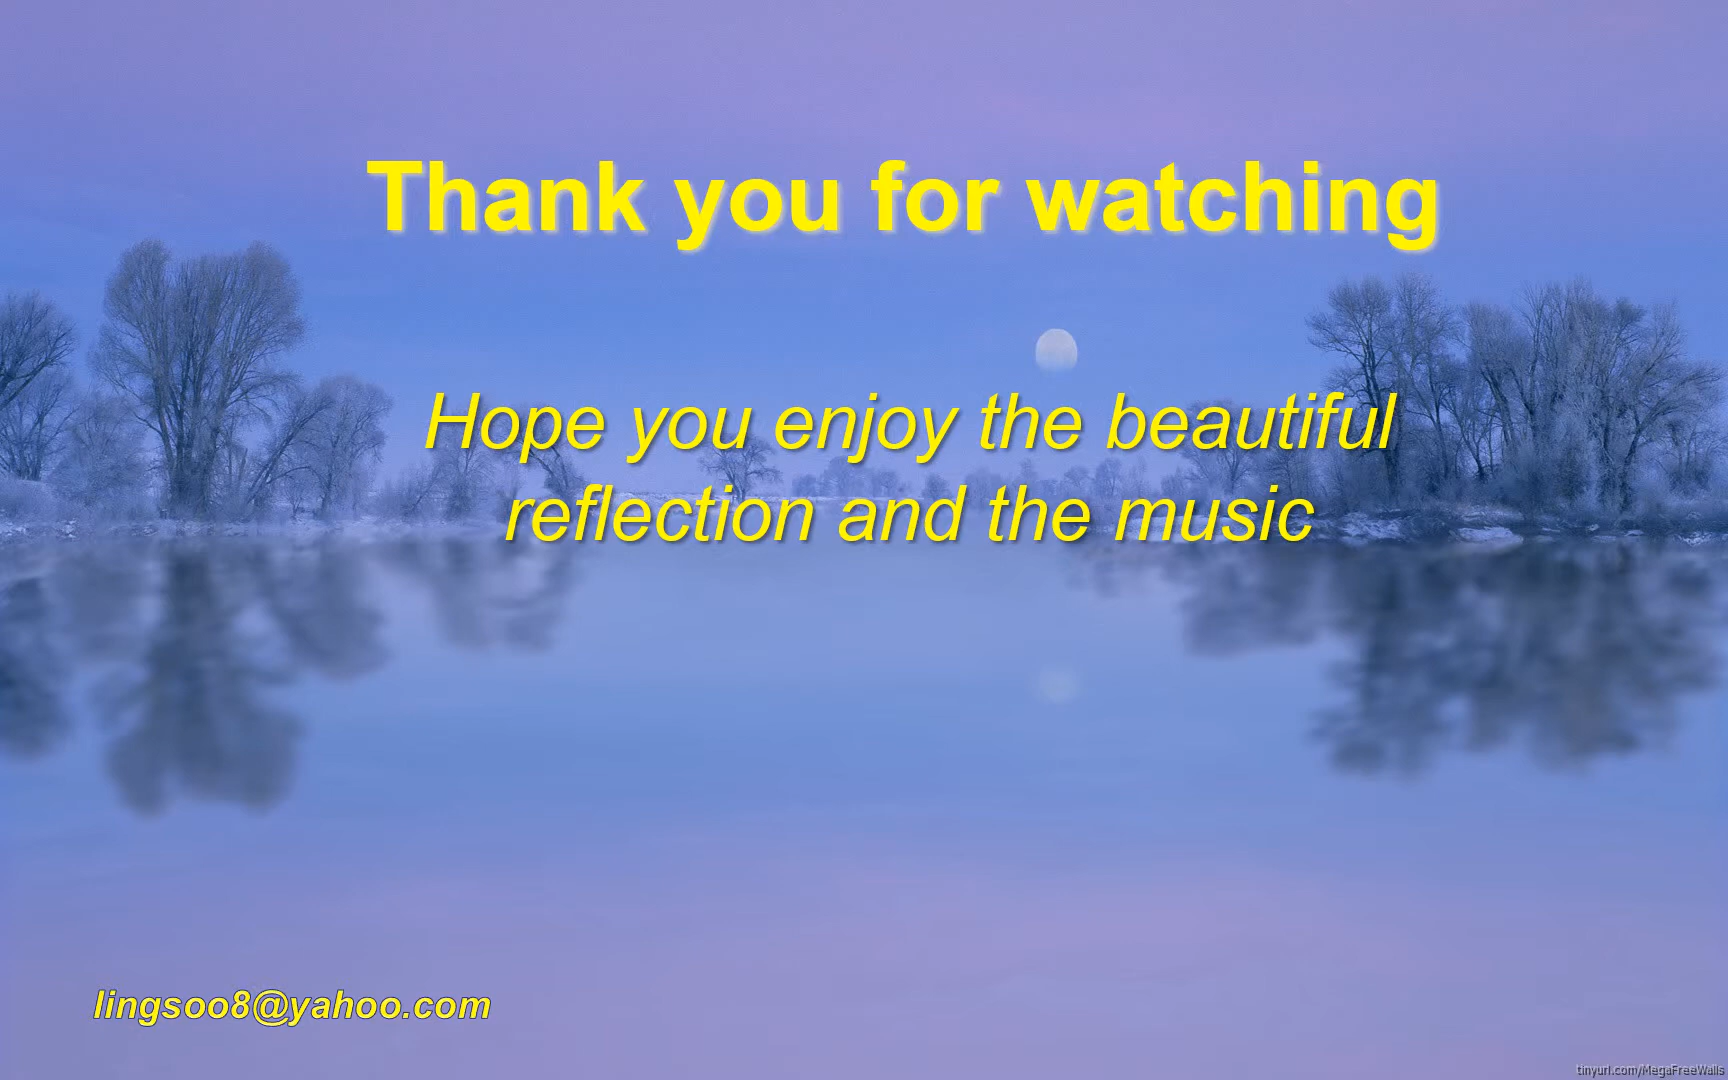 Thank you for watching
Hope you enjoy the beautiful
reflection and the music
lingsoo8@yahoo.com
tinyurl.com/MegaFreeWalls